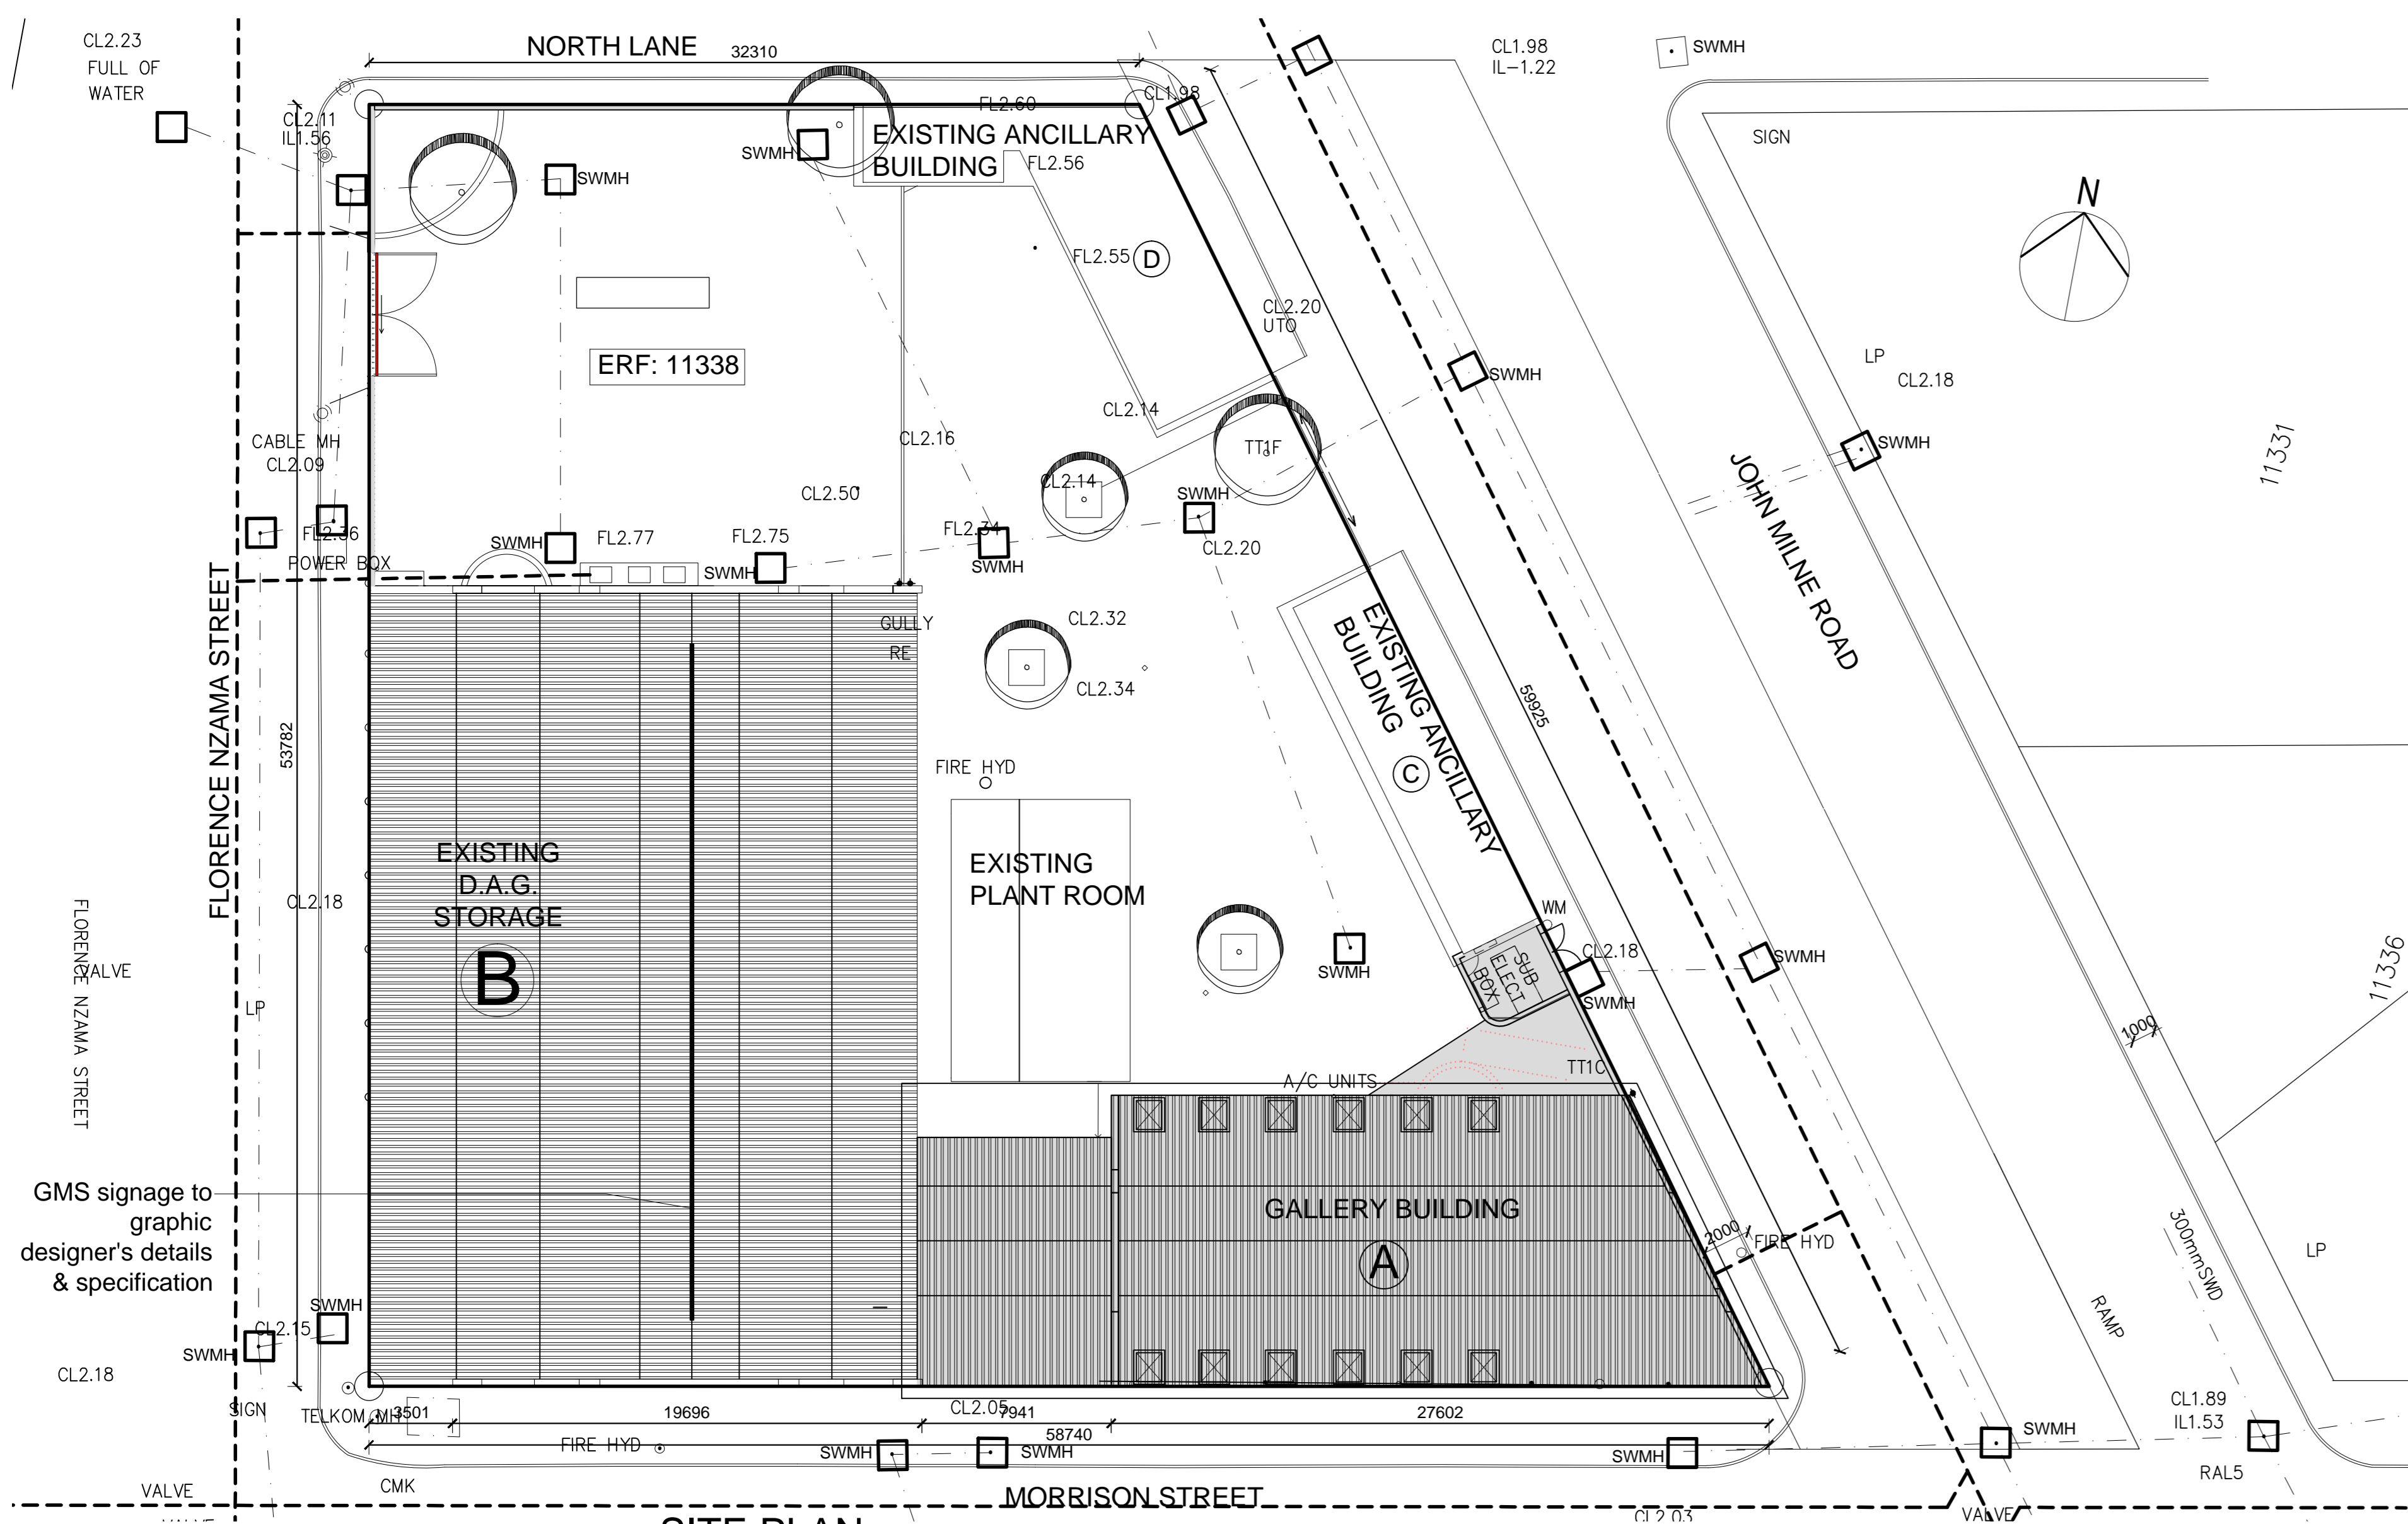 CL2.23
FULL OF
WATER
NORTH LANE
32310
CL1.98
IL-1.22
SWMH
CL2.11
IL1.56
FL2.60
CL1.98
SIGN
EXISTING ANCILLARY
BUILDING
SWMH
FL2.56
SWMH
N
FL2.55
D
CL2.20
UTO
ERF: 11338
SWMH
LP
CL2.18
CL2.14
CL2.16
TT1F
SWMH
11331
CABLE MH
CL2.09
CL2.14
CL2.50
SWMH
JOHN MILNE ROAD
FL2.36
SWMH
FL2.77
FL2.75
FL2.34
CL2.20
POWER BOX
SWMH
SWMH
FLORENCE NZAMA STREET
GULLY
RE
CL2.32
CL2.34
EXISTING ANCILLARY
BUILDING
C
59925
53782
FIRE HYD
EXISTING
D.A.G.
STORAGE
B
EXISTING
PLANT ROOM
CL2.18
FLORENCE NZAMA STREET
VALVE
LP
WM
CL2.18
SWMH
SWMH
SUB
ELECT
BOX
SWMH
11336
1000
TT1C
A/C UNITS
GMS signage to
graphic
designer's details
& specification
GALLERY BUILDING
A
2000
FIRE HYD
300mmSWD
LP
RAMP
SWMH
CL2.15
SWMH
CL2.18
SIGN
TELKOM MH
3501
19696
CL2.05
7941
27602
58740
CL1.89
IL1.53
FIRE HYD
SWMH
SWMH
SWMH
SWMH
RAL5
VALVE
CMK
MORRISON STREET
VALVE
SITE PLAN
CL2.03
VALVE